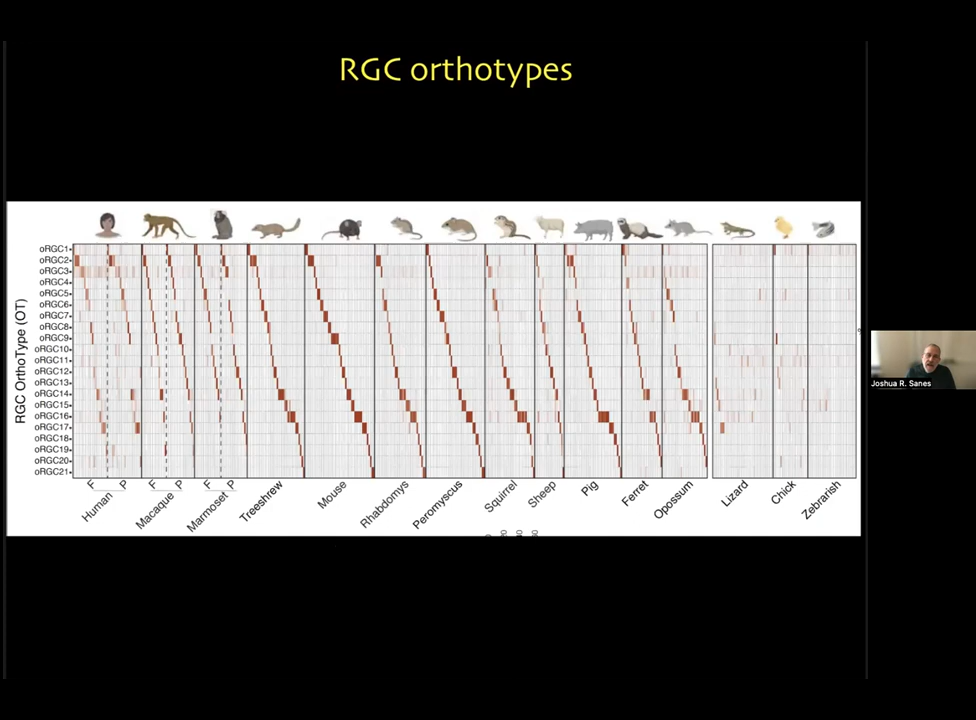 RGC orthotypes
RGC OrthoType (OT)
oRGC1
oRGC2
oRGC3
oRGC4
oRGC5
oRGC6
oRGC7
oRGC8
oRGC9
oRGC10
oRGC11
oRGC12
oRGC13
oRGC14
oRGC15
oRGC16
oRGC17
oRGC18
oRGC19
oRGC20
oRGC21
F P F P F P
Human Macaque Marmoset Treeshrew Mouse Rhabdomys Peromyscus Squirrel Sheep Pig Ferret Opossum Lizard Chick Zebrafish
Joshua R. Sanes